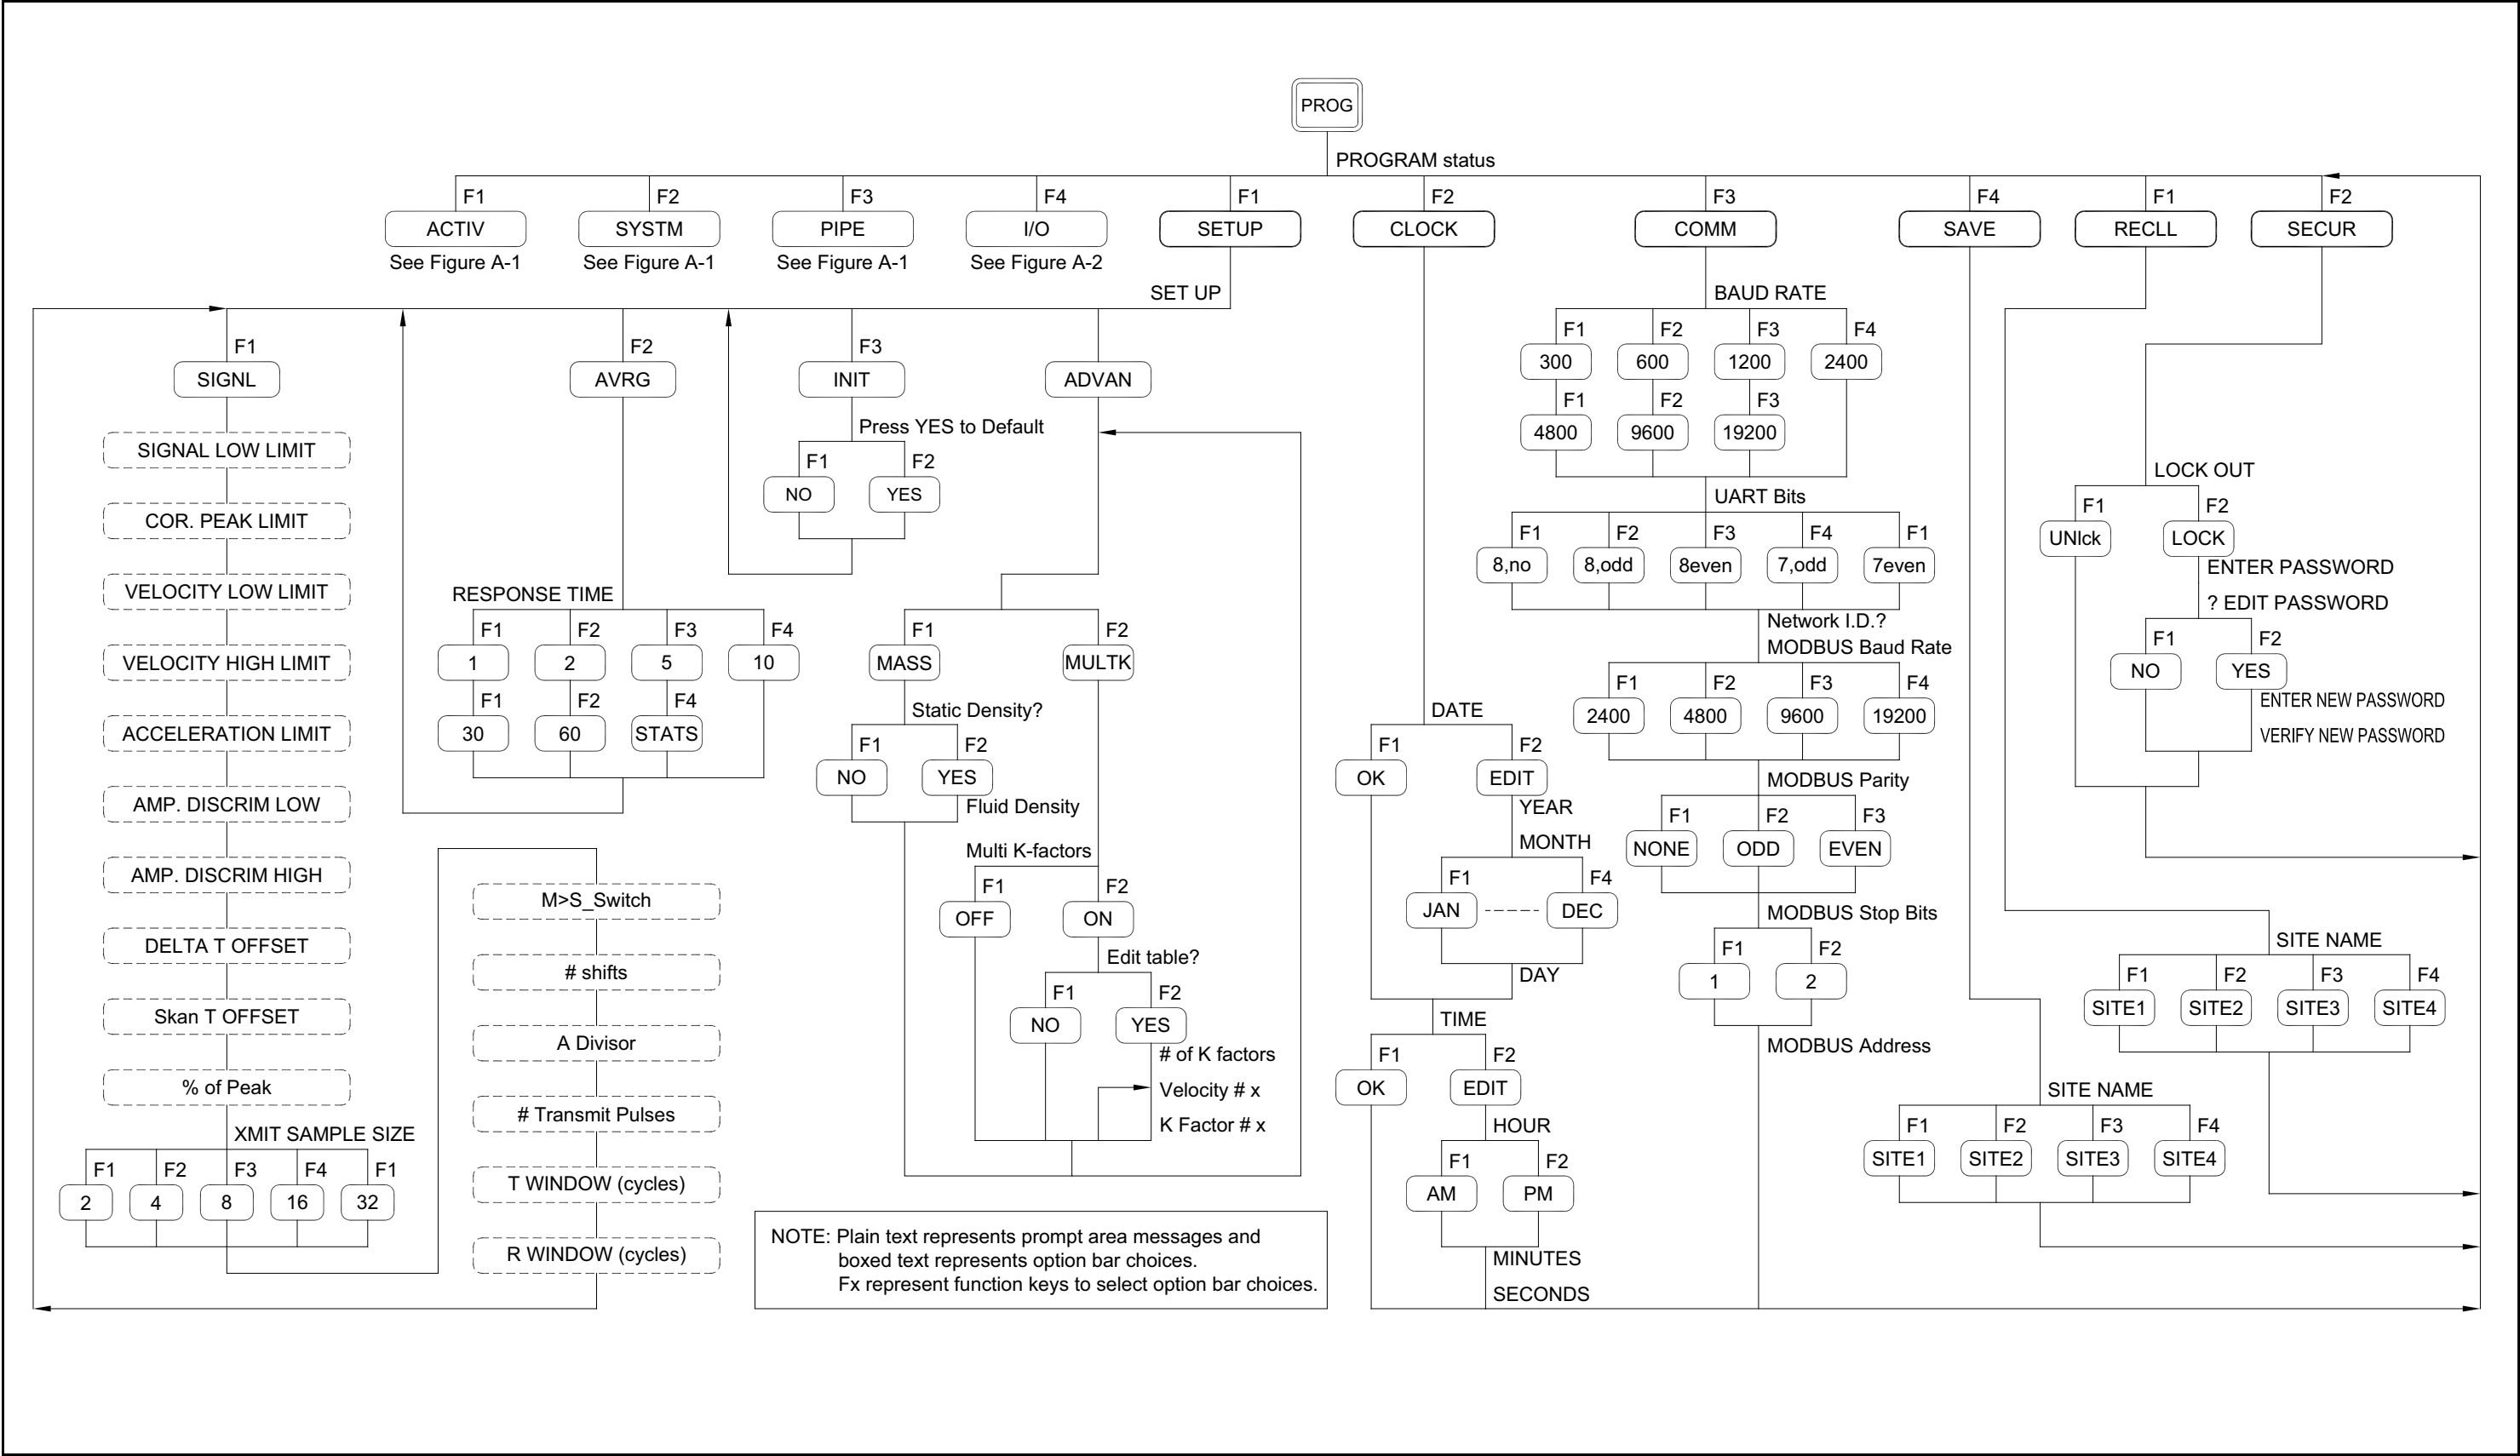 PROG
PROGRAM status
F1 F2 F3 F4 F1 F2 F3 F4 F1 F2
ACTIV SYSTM PIPE I/O SETUP CLOCK COMM SAVE RECLL SECUR
See Figure A-1 See Figure A-1 See Figure A-1 See Figure A-2
SET UP
F1
SIGNL
SIGNAL LOW LIMIT
COR. PEAK LIMIT
VELOCITY LOW LIMIT
VELOCITY HIGH LIMIT
ACCELERATION LIMIT
AMP. DISCRIM LOW
AMP. DISCRIM HIGH
DELTA T OFFSET
Skan T OFFSET
% of Peak
XMIT SAMPLE SIZE
F1 F2 F3 F4 F1
2 4 8 16 32
M>S_Switch
# shifts
A Divisor
# Transmit Pulses
T WINDOW (cycles)
R WINDOW (cycles)
F2
AVRG
RESPONSE TIME
F1 F2 F3 F4
1 2 5 10
F1 F2 F4
30 60 STATS
F3
INIT
Press YES to Default
F1 F2
NO YES
ADVAN
F1 F2
MASS MULTK
Static Density?
F1 F2
NO YES
Fluid Density
Multi K-factors
F1 F2
OFF ON
Edit table?
F1 F2
NO YES
# of K factors
Velocity # x
K Factor # x
NOTE: Plain text represents prompt area messages and
boxed text represents option bar choices.
Fx represent function keys to select option bar choices.
DATE
F1 F2
OK EDIT
YEAR
MONTH
F1 F4
JAN ---- DEC
DAY
TIME
F1 F2
OK EDIT
HOUR
F1 F2
AM PM
MINUTES
SECONDS
BAUD RATE
F1 F2 F3 F4
300 600 1200 2400
F1 F2 F3
4800 9600 19200
UART Bits
F1 F2 F3 F4 F1
8,no 8,odd 8even 7,odd 7even
Network I.D.?
MODBUS Baud Rate
F1 F2 F3 F4
2400 4800 9600 19200
MODBUS Parity
F1 F2 F3
NONE ODD EVEN
MODBUS Stop Bits
F1 F2
1 2
MODBUS Address
SITE NAME
F1 F2 F3 F4
SITE1 SITE2 SITE3 SITE4
SITE NAME
F1 F2 F3 F4
SITE1 SITE2 SITE3 SITE4
LOCK OUT
F1 F2
UNlck LOCK
ENTER PASSWORD
? EDIT PASSWORD
F1 F2
NO YES
ENTER NEW PASSWORD
VERIFY NEW PASSWORD